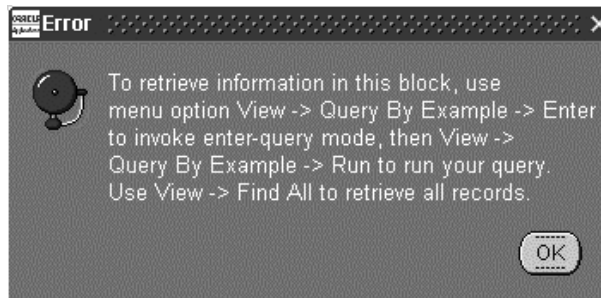 ORACLE
Applications
Error
To retrieve information in this block, use
menu option View -> Query By Example -> Enter
to invoke enter-query mode, then View ->
Query By Example -> Run to run your query.
Use View -> Find All to retrieve all records.
OK